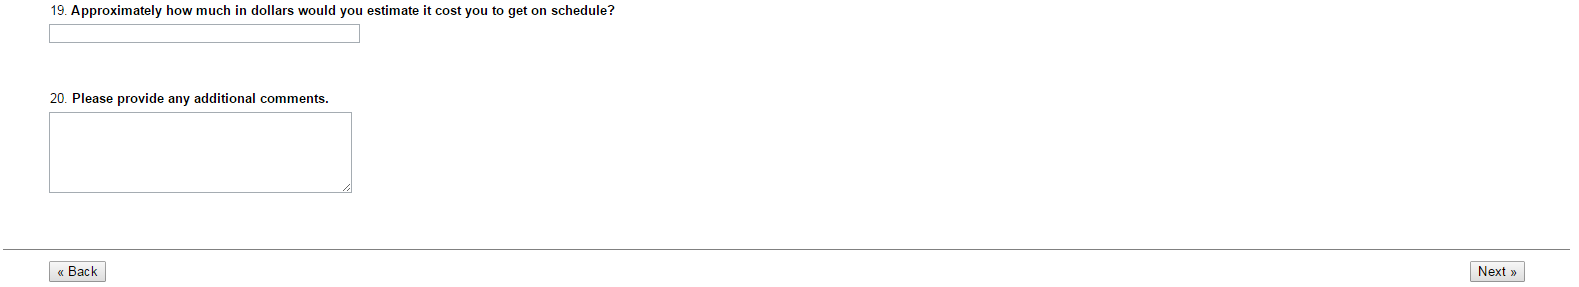 19. Approximately how much in dollars would you estimate it cost you to get on schedule?
20. Please provide any additional comments.
« Back
Next »